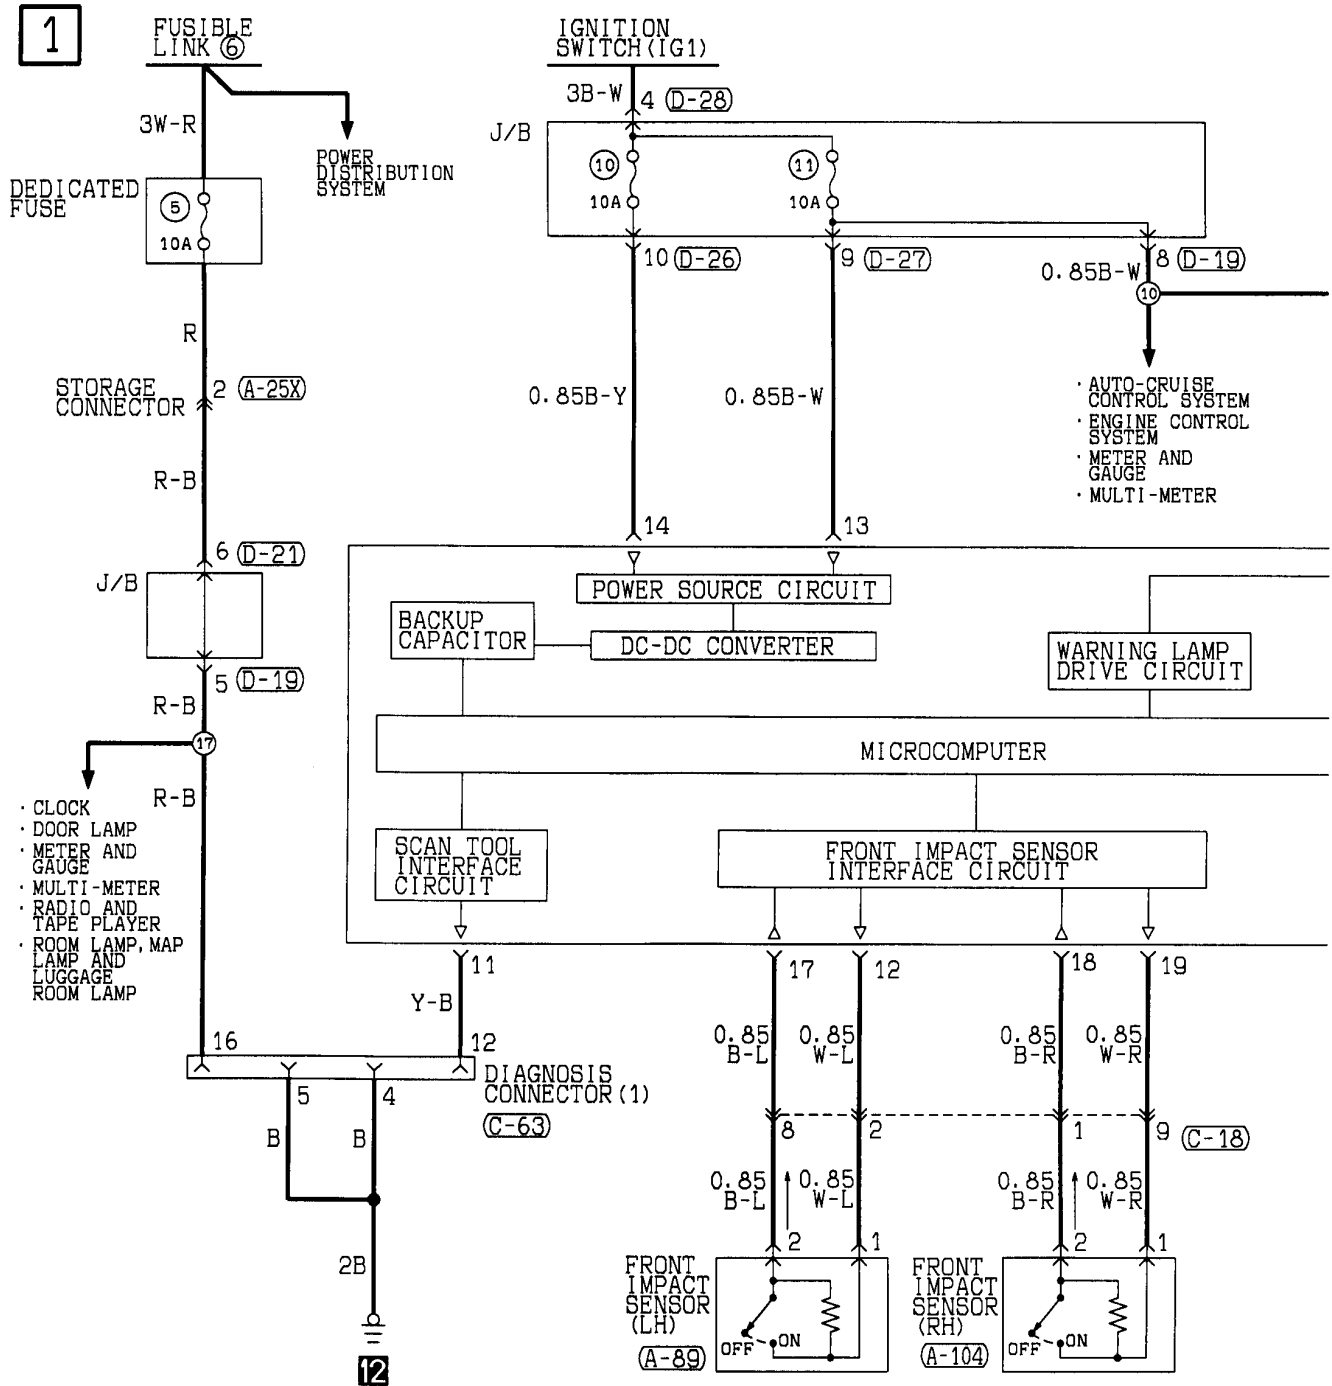 1
FUSIBLE
LINK ⑥
IGNITION
SWITCH(IG1)
3B-W
4 (D-28)
3W-R
J/B
POWER
DISTRIBUTION
SYSTEM
DEDICATED
FUSE
5
10A
10
10A
11
10A
10 (D-26)
9 (D-27)
8 (D-19)
0.85B-W
10
R
STORAGE
CONNECTOR
2 (A-25X)
0.85B-Y
0.85B-W
· AUTO-CRUISE
CONTROL SYSTEM
· ENGINE CONTROL
SYSTEM
· METER AND
GAUGE
· MULTI-METER
R-B
14
13
6 (D-21)
J/B
POWER SOURCE CIRCUIT
BACKUP
CAPACITOR
DC-DC CONVERTER
WARNING LAMP
DRIVE CIRCUIT
5 (D-19)
R-B
17
MICROCOMPUTER
R-B
· CLOCK
· DOOR LAMP
· METER AND
GAUGE
· MULTI-METER
· RADIO AND
TAPE PLAYER
· ROOM LAMP, MAP
LAMP AND
LUGGAGE
ROOM LAMP
SCAN TOOL
INTERFACE
CIRCUIT
FRONT IMPACT SENSOR
INTERFACE CIRCUIT
11
17
12
18
19
Y-B
0.85
B-L
0.85
W-L
0.85
B-R
0.85
W-R
16
12
5
4
DIAGNOSIS
CONNECTOR(1)
(C-63)
8
2
1
9 (C-18)
B
B
0.85
B-L
0.85
W-L
0.85
B-R
0.85
W-R
2
1
2
1
2B
FRONT
IMPACT
SENSOR
(LH)
(A-89)
OFF
ON
FRONT
IMPACT
SENSOR
(RH)
(A-104)
OFF
ON
12